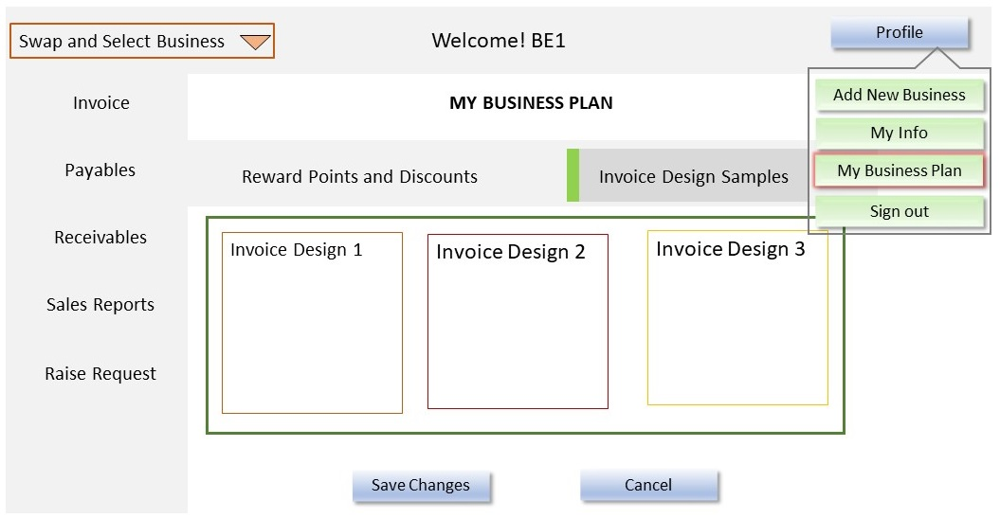 Swap and Select Business
Welcome! BE1
Profile
Add New Business
My Info
My Business Plan
Sign out
Invoice
Payables
Receivables
Sales Reports
Raise Request
MY BUSINESS PLAN
Reward Points and Discounts
Invoice Design Samples
Invoice Design 1
Invoice Design 2
Invoice Design 3
Save Changes
Cancel